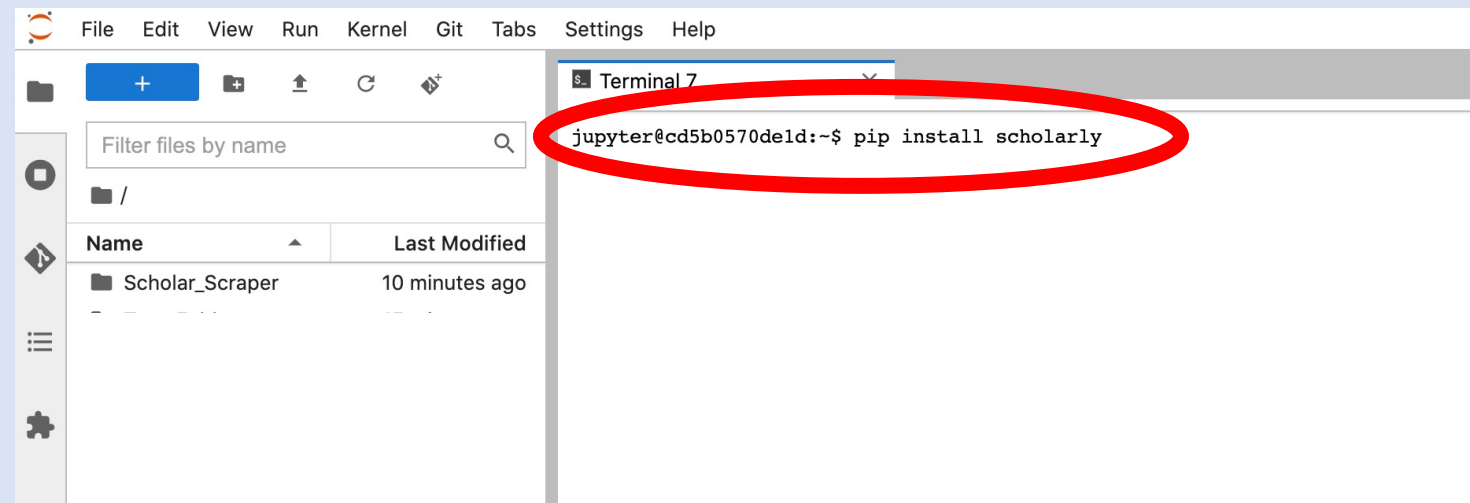 File Edit View Run Kernel Git Tabs Settings Help
+
$_ Terminal 7
Filter files by name
jupyter@cd5b0570de1d:~$ pip install scholarly
/
Name Last Modified
Scholar_Scraper 10 minutes ago